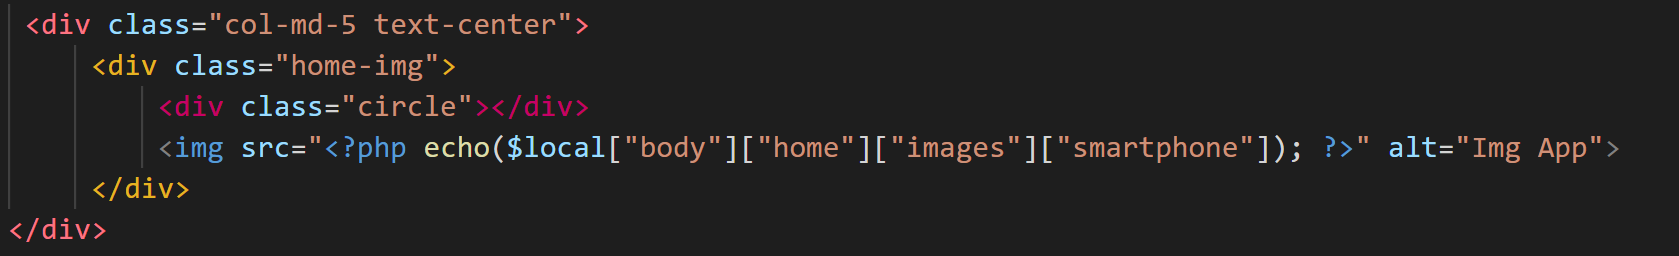 <div class="col-md-5 text-center">
<div class="home-img">
<div class="circle"></div>
<img src="<?php echo($local["body"]["home"]["images"]["smartphone"]); ?>" alt="Img App">
</div>
</div>